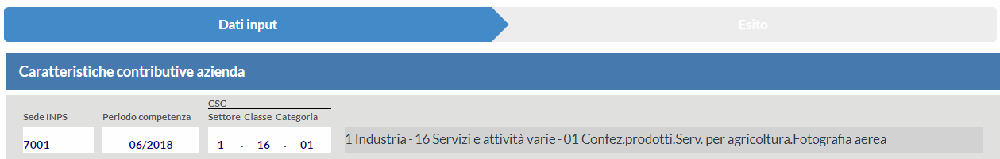 Dati input
Esito
Caratteristiche contributive azienda
CSC
Sede INPS Periodo competenza Settore Classe Categoria
7001 06/2018 1 . 16 . 01 1 Industria - 16 Servizi e attività varie - 01 Confez.prodotti.Serv. per agricoltura.Fotografia aerea